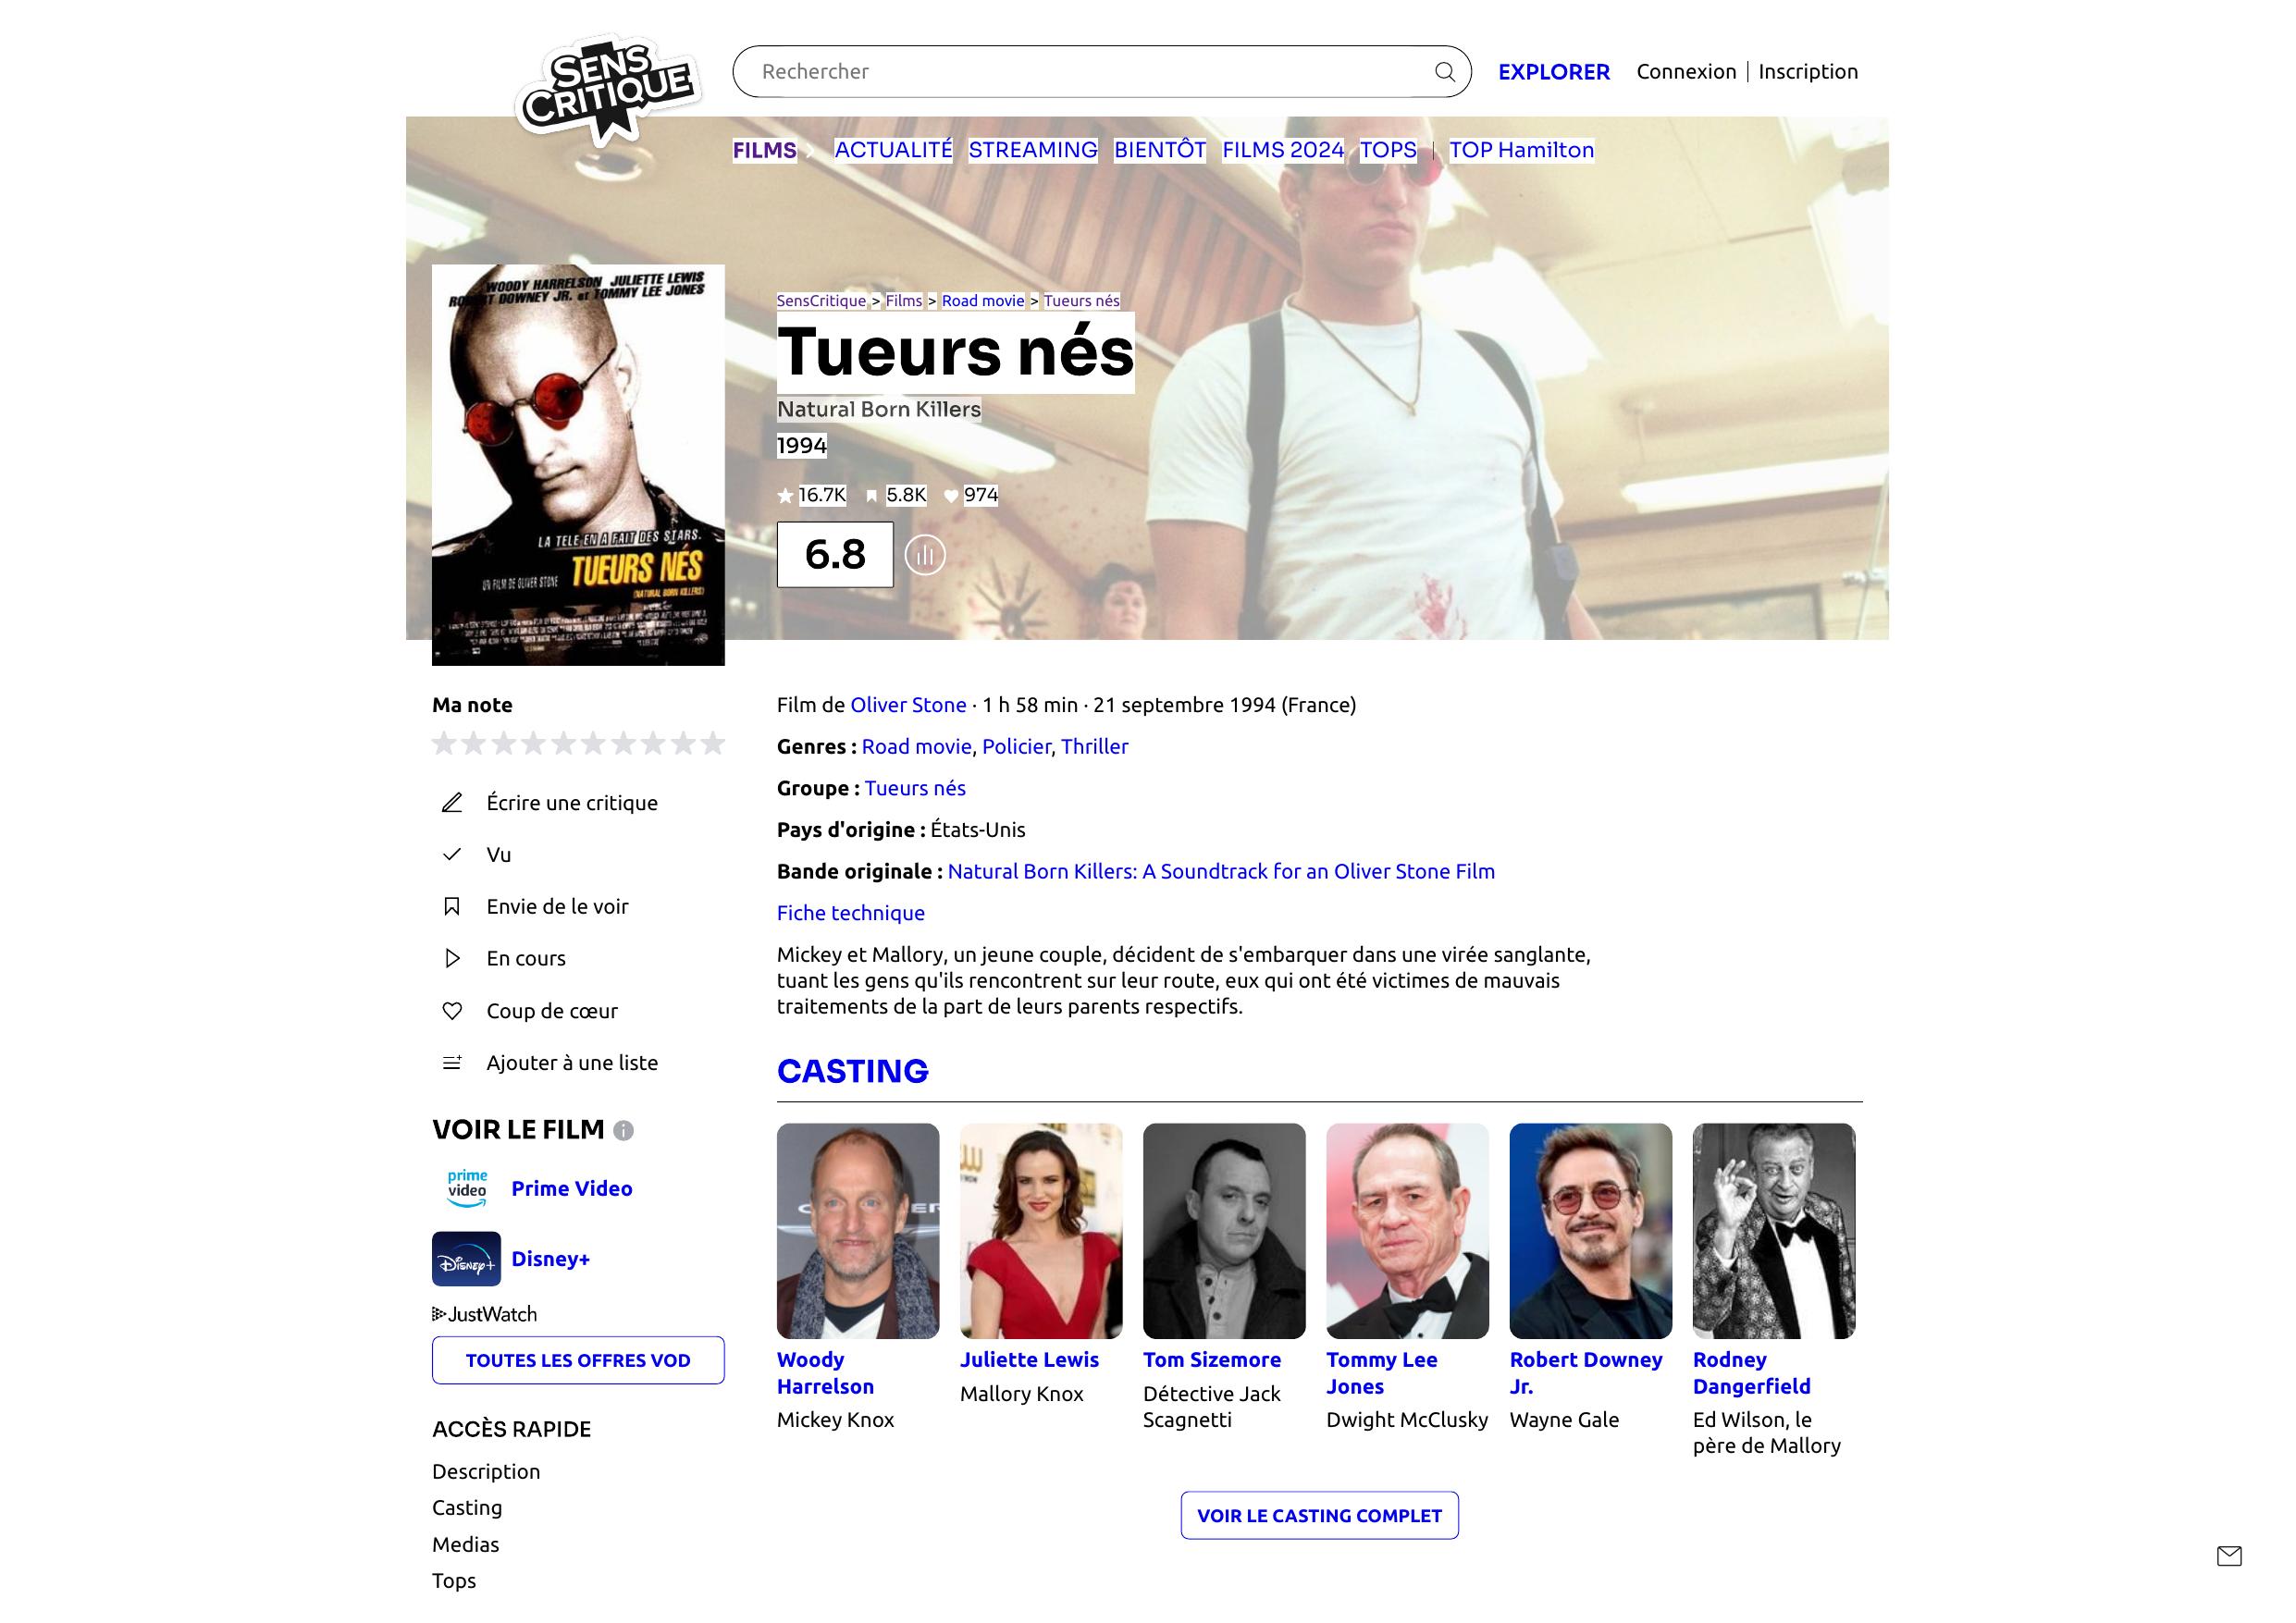 SENS
CRITIQUE
Rechercher
EXPLORER
Connexion | Inscription
FILMS
ACTUALITÉ
STREAMING
BIENTÔT
FILMS 2024
TOPS
|
TOP Hamilton
WOODY HARRELSON JULIETTE LEWIS
ROBERT DOWNEY JR. et TOMMY LEE JONES
LA TELE EN A FAIT DES STARS.
UN FILM DE OLIVER STONE
TUEURS NÉS
(NATURAL BORN KILLERS)
SensCritique > Films > Road movie > Tueurs nés
Tueurs nés
Natural Born Killers
1994
16.7K
5.8K
974
6.8
Ma note
Écrire une critique
Vu
Envie de le voir
En cours
Coup de cœur
Ajouter à une liste
VOIR LE FILM
prime
video
Prime Video
Disney+
Disney+
JustWatch
TOUTES LES OFFRES VOD
ACCÈS RAPIDE
Description
Casting
Medias
Tops
Film de Oliver Stone · 1 h 58 min · 21 septembre 1994 (France)
Genres : Road movie, Policier, Thriller
Groupe : Tueurs nés
Pays d'origine : États-Unis
Bande originale : Natural Born Killers: A Soundtrack for an Oliver Stone Film
Fiche technique
Mickey et Mallory, un jeune couple, décident de s'embarquer dans une virée sanglante,
tuant les gens qu'ils rencontrent sur leur route, eux qui ont été victimes de mauvais
traitements de la part de leurs parents respectifs.
CASTING
Woody
Harrelson
Mickey Knox
Juliette Lewis
Mallory Knox
Tom Sizemore
Détective Jack
Scagnetti
Tommy Lee
Jones
Dwight McClusky
Robert Downey
Jr.
Wayne Gale
Rodney
Dangerfield
Ed Wilson, le
père de Mallory
VOIR LE CASTING COMPLET